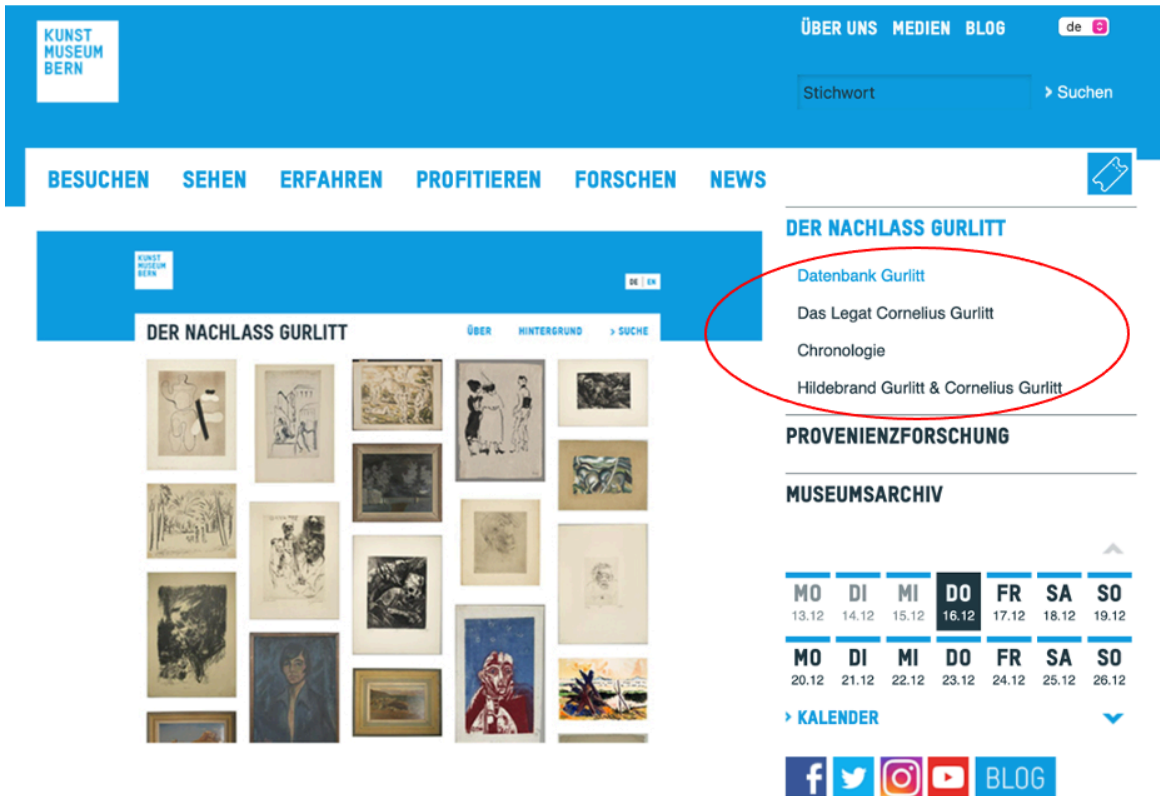 KUNST
MUSEUM
BERN
ÜBER UNS MEDIEN BLOG de
Stichwort > Suchen
BESUCHEN SEHEN ERFAHREN PROFITIEREN FORSCHEN NEWS
KUNST
MUSEUM
BERN
DE | EN
DER NACHLASS GURLITT ÜBER HINTERGRUND > SUCHE
DER NACHLASS GURLITT
Datenbank Gurlitt
Das Legat Cornelius Gurlitt
Chronologie
Hildebrand Gurlitt & Cornelius Gurlitt
PROVENIENZFORSCHUNG
MUSEUMSARCHIV
MO DI MI DO FR SA SO
13.12 14.12 15.12 16.12 17.12 18.12 19.12
MO DI MI DO FR SA SO
20.12 21.12 22.12 23.12 24.12 25.12 26.12
> KALENDER
BLOG